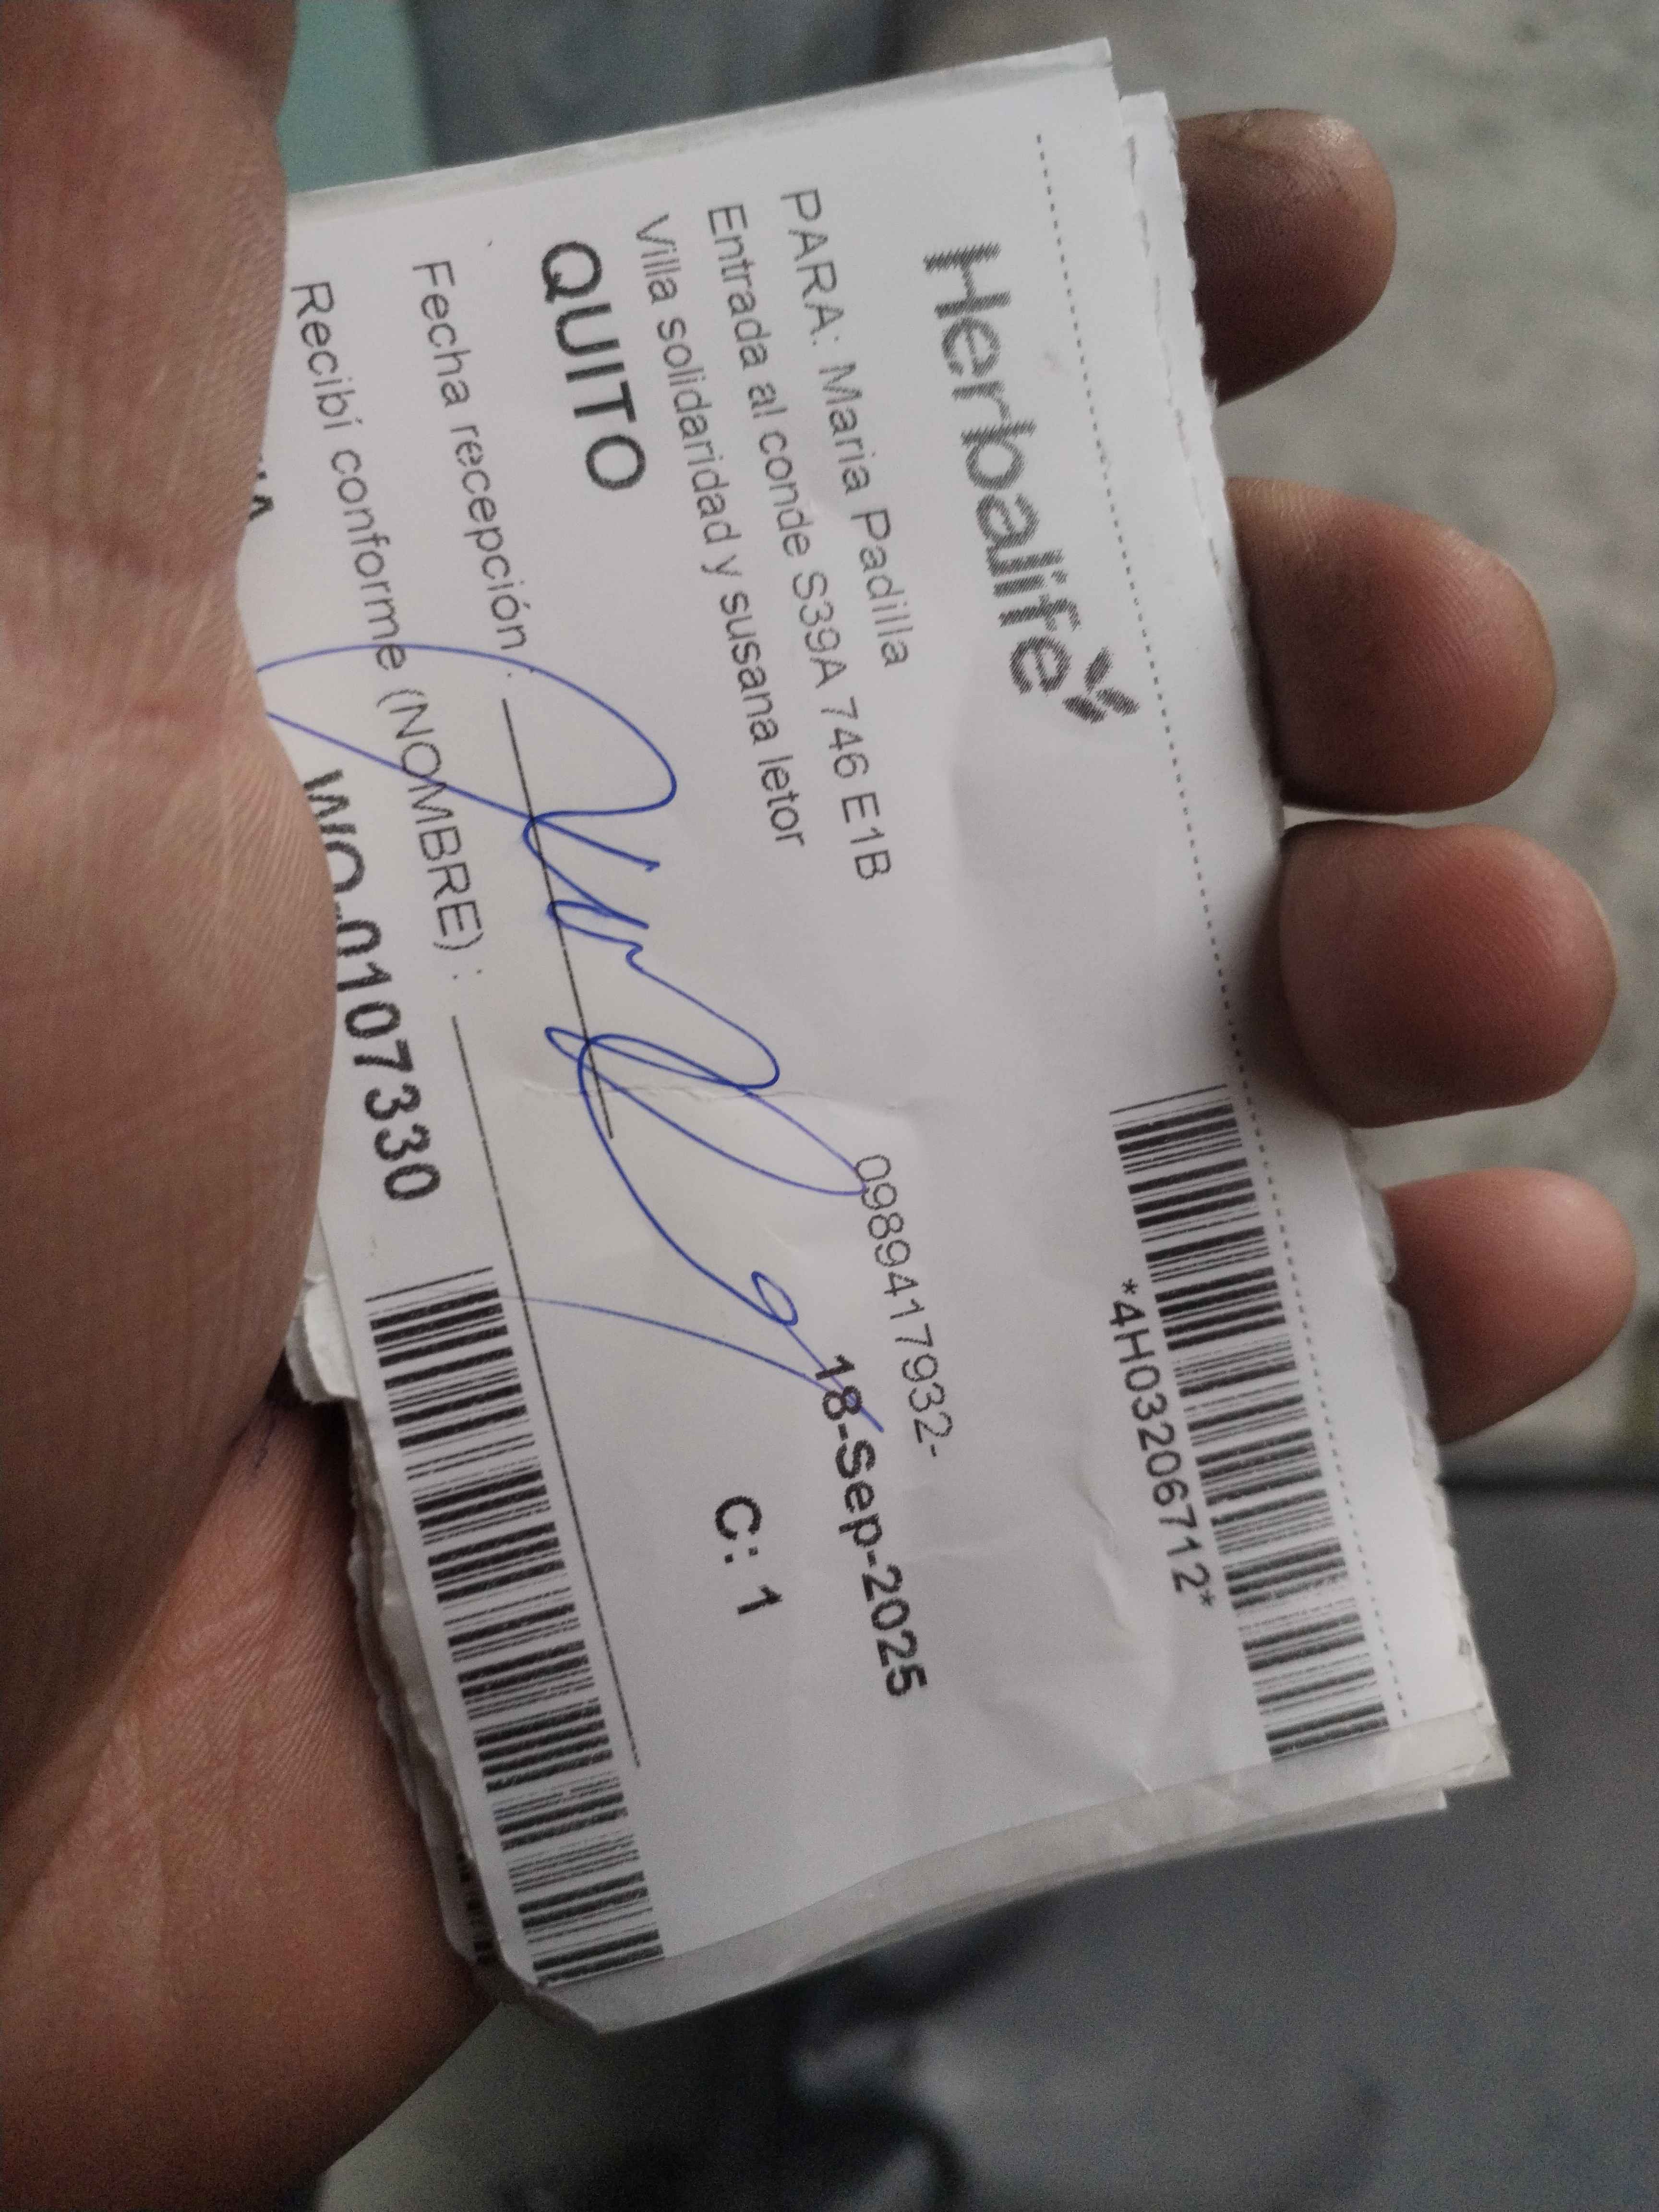 Herbalife
*4H03206712*
PARA: Maria Padilla
0989417932-
Entrada al conde S39A 746 E1B
Villa solidaridad y susana letor
18-Sep-2025
QUITO
C: 1
Fecha recepción :
Recibí conforme (NOMBRE) :
WO-0107330